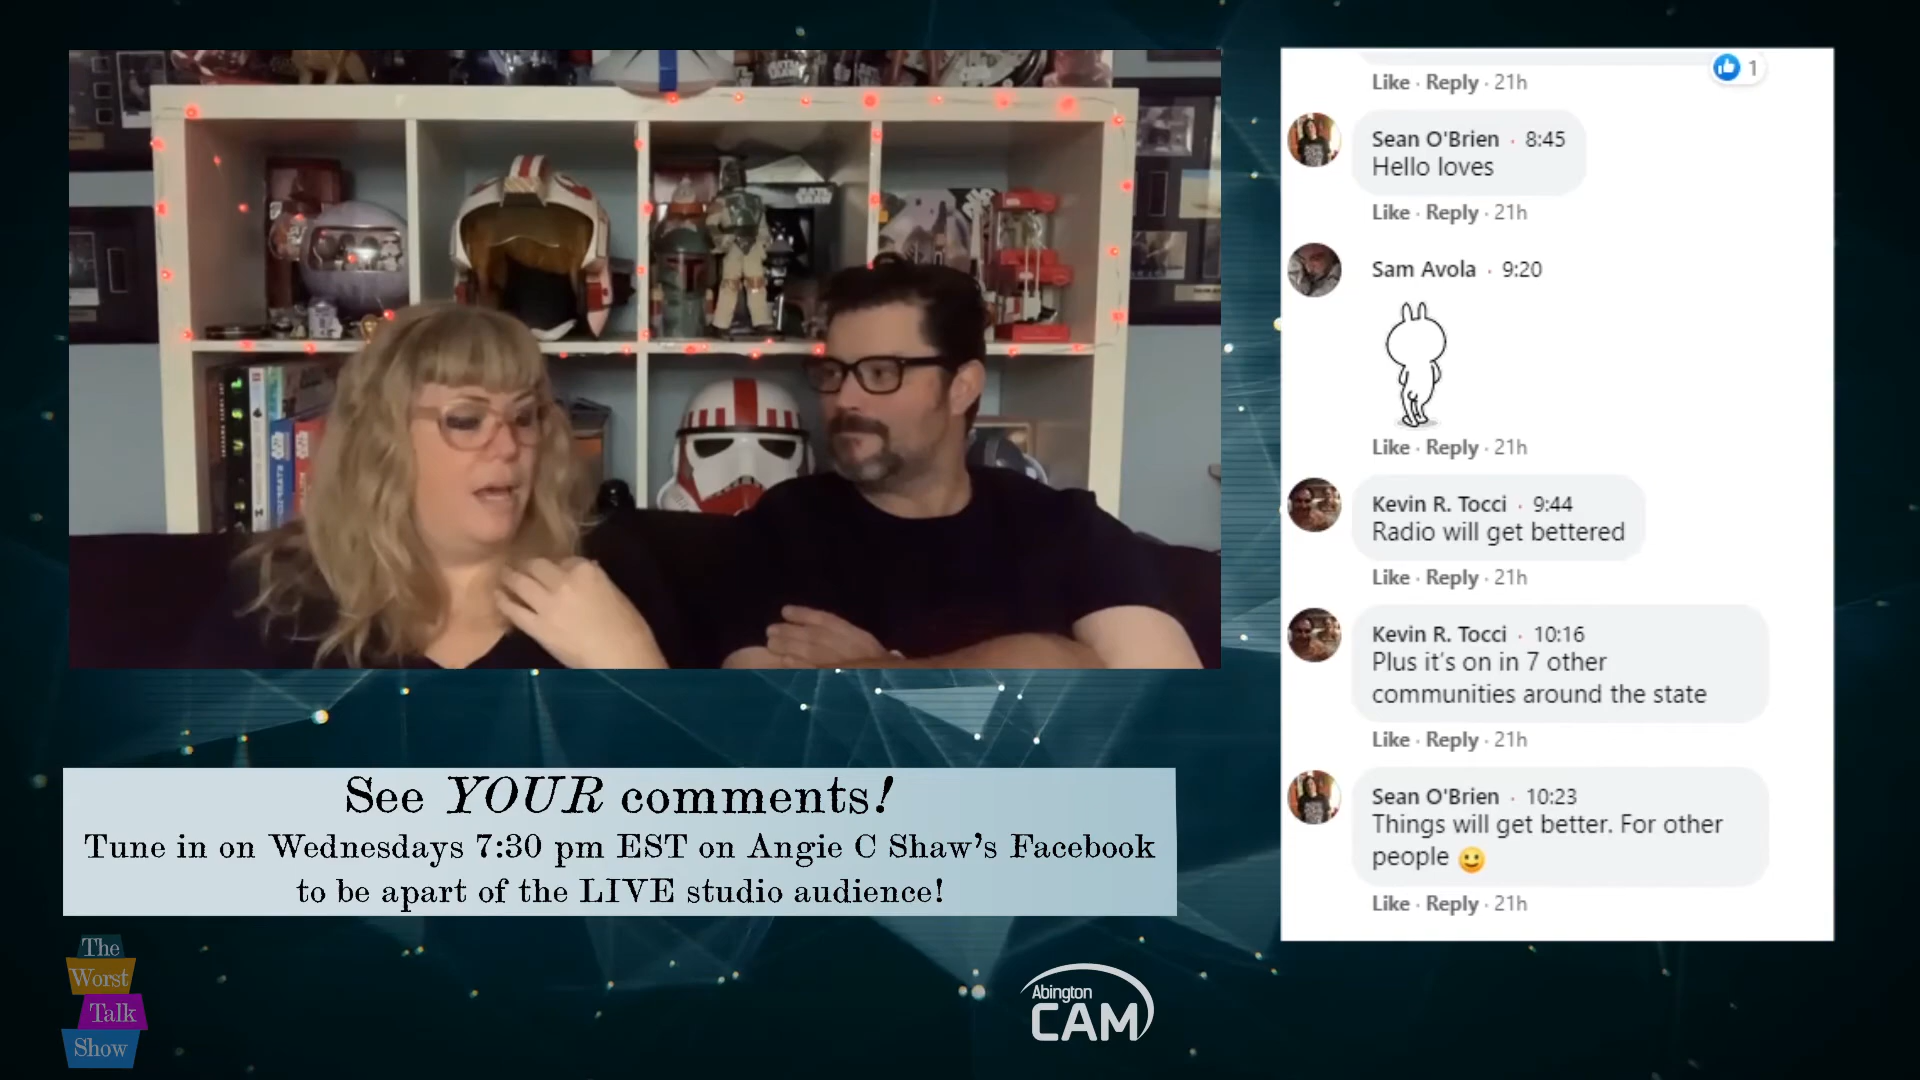 Like · Reply · 21h
1
Sean O'Brien · 8:45
Hello loves
Like · Reply · 21h
Sam Avola · 9:20
Like · Reply · 21h
Kevin R. Tocci · 9:44
Radio will get bettered
Like · Reply · 21h
Kevin R. Tocci · 10:16
Plus it's on in 7 other
communities around the state
Like · Reply · 21h
Sean O'Brien · 10:23
Things will get better. For other
people 🙂
Like · Reply · 21h
See YOUR comments!
Tune in on Wednesdays 7:30 pm EST on Angie C Shaw's Facebook
to be apart of the LIVE studio audience!
The
Worst
Talk
Show
Abington
CAM